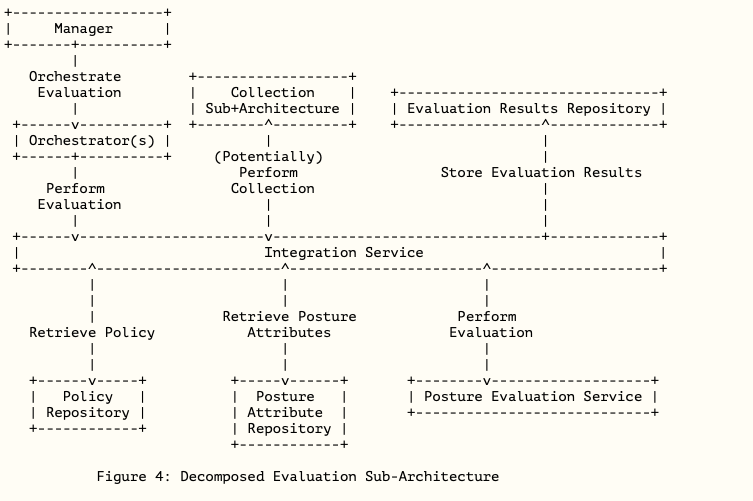 Manager
Orchestrate
Evaluation
Collection
Sub+Architecture
Evaluation Results Repository
Orchestrator(s)
(Potentially)
Perform
Collection
Store Evaluation Results
Perform
Evaluation
Integration Service
Retrieve Policy
Retrieve Posture
Attributes
Perform
Evaluation
Policy
Repository
Posture
Attribute
Repository
Posture Evaluation Service
Figure 4: Decomposed Evaluation Sub-Architecture